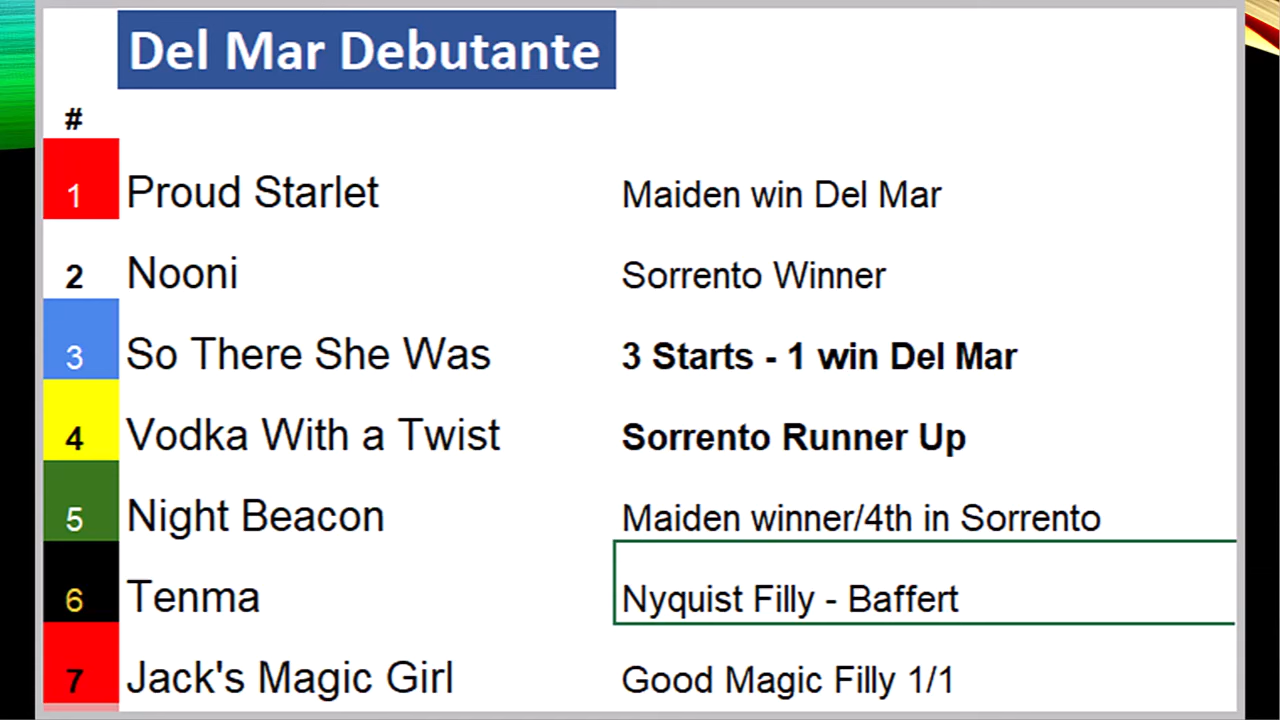 Del Mar Debutante
#
1 Proud Starlet Maiden win Del Mar
2 Nooni Sorrento Winner
3 So There She Was 3 Starts - 1 win Del Mar
4 Vodka With a Twist Sorrento Runner Up
5 Night Beacon Maiden winner/4th in Sorrento
6 Tenma Nyquist Filly - Baffert
7 Jack's Magic Girl Good Magic Filly 1/1